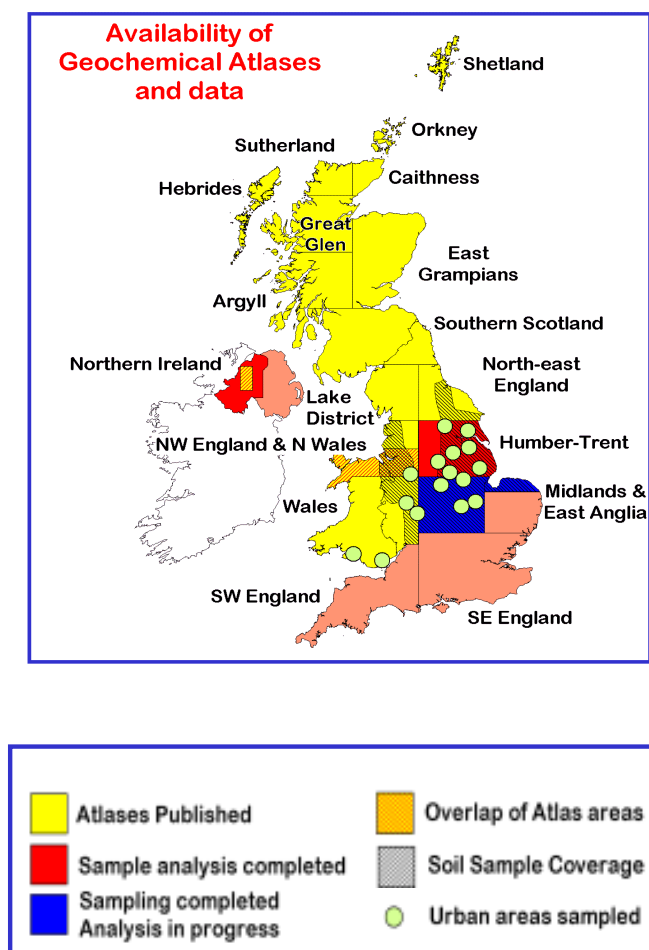 Availability of
Geochemical Atlases
and data
Shetland
Orkney
Sutherland
Caithness
Hebrides
Great
Glen
East
Grampians
Argyll
Southern Scotland
Northern Ireland
North-east
England
Lake
District
NW England & N Wales
Humber-Trent
Wales
Midlands &
East Anglia
SW England
SE England
Atlases Published
Overlap of Atlas areas
Sample analysis completed
Soil Sample Coverage
Sampling completed
Analysis in progress
Urban areas sampled